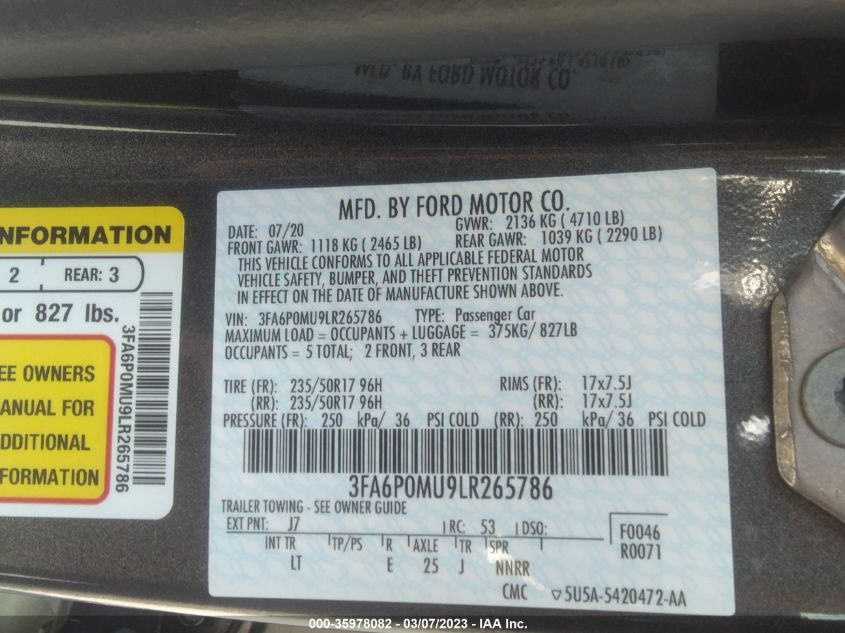 MFD. BY FORD MOTOR CO.
MFD. BY FORD MOTOR CO.
DATE: 07/20
GVWR: 2136 KG ( 4710 LB)
FRONT GAWR: 1118 KG ( 2465 LB)
REAR GAWR: 1039 KG ( 2290 LB)
THIS VEHICLE CONFORMS TO ALL APPLICABLE FEDERAL MOTOR
VEHICLE SAFETY, BUMPER, AND THEFT PREVENTION STANDARDS
IN EFFECT ON THE DATE OF MANUFACTURE SHOWN ABOVE.
VIN: 3FA6P0MU9LR265786 TYPE: Passenger Car
MAXIMUM LOAD = OCCUPANTS + LUGGAGE = 375KG/ 827LB
OCCUPANTS = 5 TOTAL; 2 FRONT, 3 REAR
TIRE (FR): 235/50R17 96H RIMS (FR): 17x7.5J
(RR): 235/50R17 96H (RR): 17x7.5J
PRESSURE (FR): 250 kPa/ 36 PSI COLD (RR): 250 kPa/ 36 PSI COLD
3FA6P0MU9LR265786
TRAILER TOWING - SEE OWNER GUIDE
EXT PNT: J7 RC: 53 DSO:
F0046
R0071
INT TR TP/PS R AXLE TR SPR
LT E 25 J NNRR
CMC ▽5U5A-5420472-AA
INFORMATION
2 REAR: 3
or 827 lbs.
EE OWNERS
MANUAL FOR
DDITIONAL
FORMATION
3FA6P0MU9LR265786
000-35978082 - 03/07/2023 - IAA Inc.